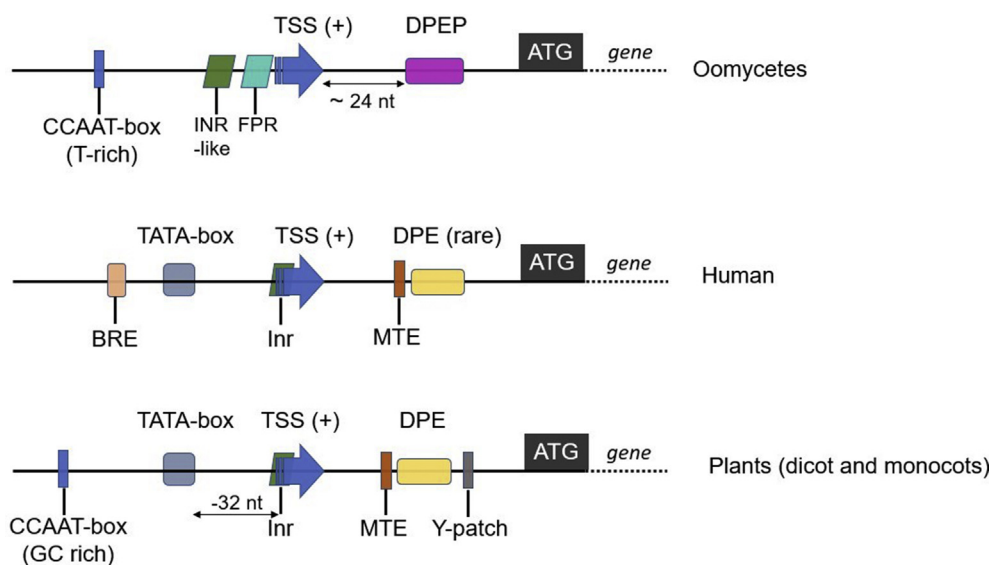 TSS (+) DPEP
ATG gene
Oomycetes
~ 24 nt
CCAAT-box
(T-rich)
INR
-like
FPR
TATA-box TSS (+) DPE (rare)
ATG gene
Human
BRE Inr MTE
TATA-box TSS (+) DPE
ATG gene
Plants (dicot and monocots)
-32 nt
CCAAT-box
(GC rich)
Inr MTE Y-patch